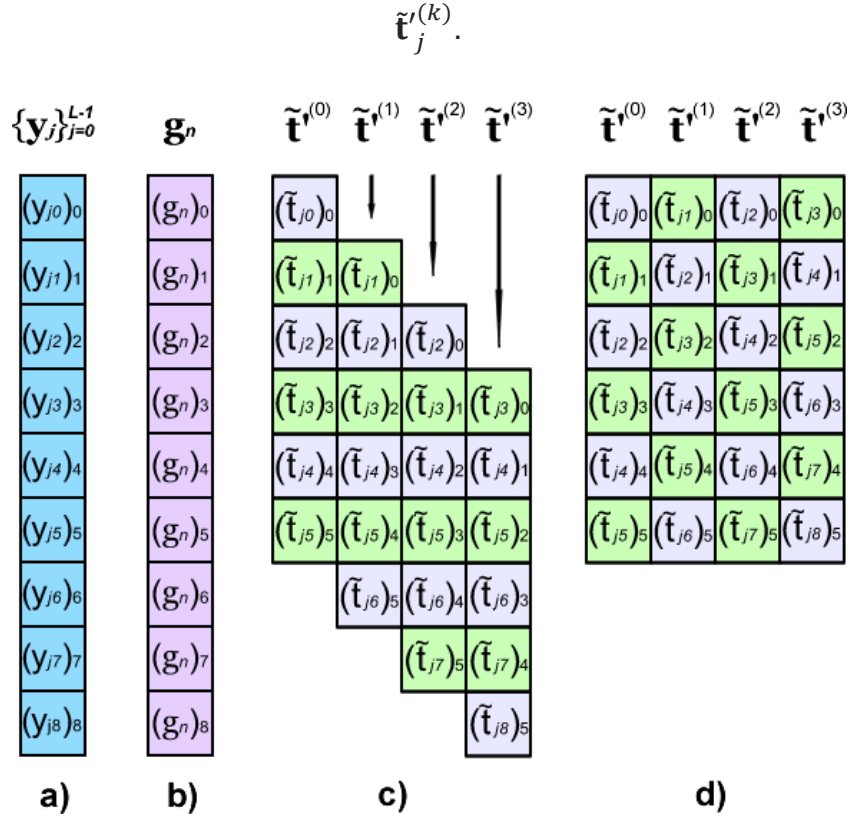 t̃′⁽ᵏ⁾ⱼ.
{yⱼ}ᴸ⁻¹ⱼ₌₀ gₙ t̃′⁽⁰⁾ t̃′⁽¹⁾ t̃′⁽²⁾ t̃′⁽³⁾ t̃′⁽⁰⁾ t̃′⁽¹⁾ t̃′⁽²⁾ t̃′⁽³⁾
(yⱼ₀)₀ (gₙ)₀ (t̃ⱼ₀)₀ (t̃ⱼ₀)₀ (t̃ⱼ₁)₀ (t̃ⱼ₂)₀ (t̃ⱼ₃)₀
(yⱼ₁)₁ (gₙ)₁ (t̃ⱼ₁)₁ (t̃ⱼ₁)₀ (t̃ⱼ₁)₁ (t̃ⱼ₂)₁ (t̃ⱼ₃)₁ (t̃ⱼ₄)₁
(yⱼ₂)₂ (gₙ)₂ (t̃ⱼ₂)₂ (t̃ⱼ₂)₁ (t̃ⱼ₂)₀ (t̃ⱼ₂)₂ (t̃ⱼ₃)₂ (t̃ⱼ₄)₂ (t̃ⱼ₅)₂
(yⱼ₃)₃ (gₙ)₃ (t̃ⱼ₃)₃ (t̃ⱼ₃)₂ (t̃ⱼ₃)₁ (t̃ⱼ₃)₀ (t̃ⱼ₃)₃ (t̃ⱼ₄)₃ (t̃ⱼ₅)₃ (t̃ⱼ₆)₃
(yⱼ₄)₄ (gₙ)₄ (t̃ⱼ₄)₄ (t̃ⱼ₄)₃ (t̃ⱼ₄)₂ (t̃ⱼ₄)₁ (t̃ⱼ₄)₄ (t̃ⱼ₅)₄ (t̃ⱼ₆)₄ (t̃ⱼ₇)₄
(yⱼ₅)₅ (gₙ)₅ (t̃ⱼ₅)₅ (t̃ⱼ₅)₄ (t̃ⱼ₅)₃ (t̃ⱼ₅)₂ (t̃ⱼ₅)₅ (t̃ⱼ₆)₅ (t̃ⱼ₇)₅ (t̃ⱼ₈)₅
(yⱼ₆)₆ (gₙ)₆ (t̃ⱼ₆)₅ (t̃ⱼ₆)₄ (t̃ⱼ₆)₃
(yⱼ₇)₇ (gₙ)₇ (t̃ⱼ₇)₅ (t̃ⱼ₇)₄
(yⱼ₈)₈ (gₙ)₈ (t̃ⱼ₈)₅
a) b) c) d)